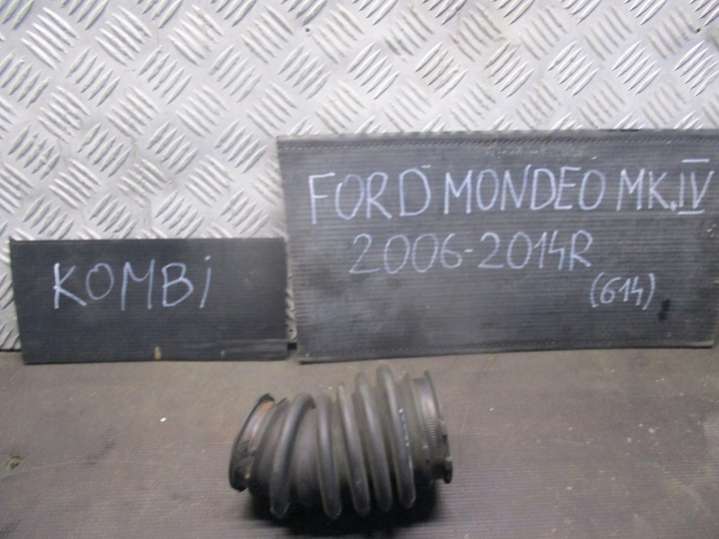 KOMBi
FORD MONDEO MK.IV
2006-2014R
(614)